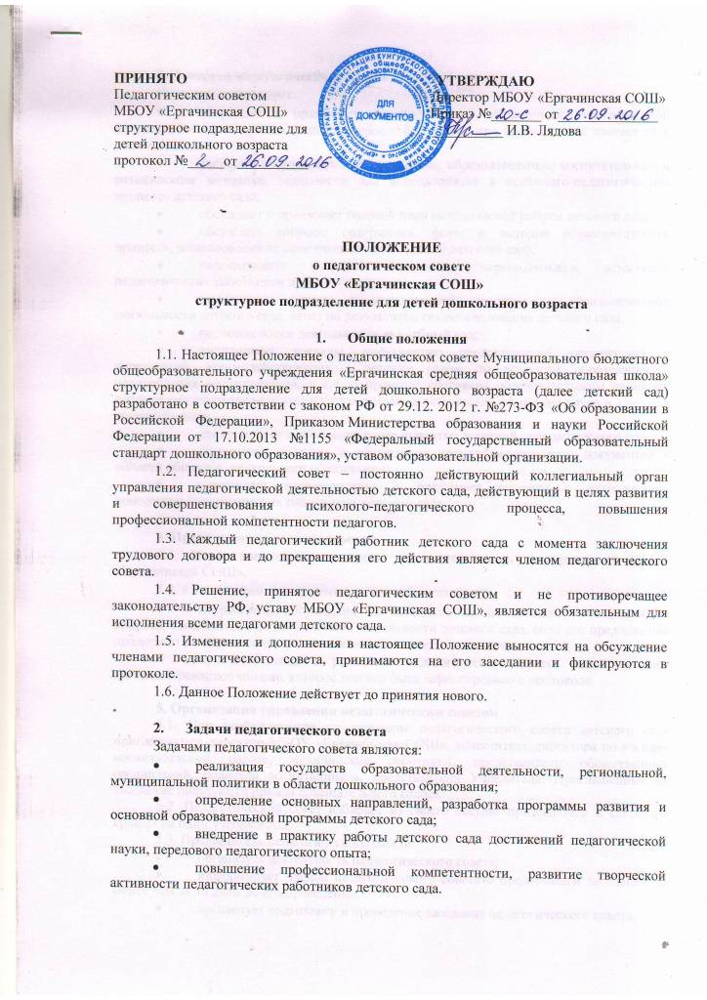 ПРИНЯТО
Педагогическим советом
МБОУ «Ергачинская СОШ»
структурное подразделение для
детей дошкольного возраста
протокол № 2 от 26.09.2016
УТВЕРЖДАЮ
Директор МБОУ «Ергачинская СОШ»
Приказ № 20-с от 26.09.2016
И.В. Лядова
ДЛЯ
ДОКУМЕНТОВ
ПОЛОЖЕНИЕ
о педагогическом совете
МБОУ «Ергачинская СОШ»
структурное подразделение для детей дошкольного возраста
1. Общие положения
1.1. Настоящее Положение о педагогическом совете Муниципального бюджетного
общеобразовательного учреждения «Ергачинская средняя общеобразовательная школа»
структурное подразделение для детей дошкольного возраста (далее детский сад)
разработано в соответствии с законом РФ от 29.12. 2012 г. №273-ФЗ «Об образовании в
Российской Федерации», Приказом Министерства образования и науки Российской
Федерации от 17.10.2013 №1155 «Федеральный государственный образовательный
стандарт дошкольного образования», уставом образовательной организации.
1.2. Педагогический совет – постоянно действующий коллегиальный орган
управления педагогической деятельностью детского сада, действующий в целях развития
и совершенствования психолого-педагогического процесса, повышения
профессиональной компетентности педагогов.
1.3. Каждый педагогический работник детского сада с момента заключения
трудового договора и до прекращения его действия является членом педагогического
совета.
1.4. Решение, принятое педагогическим советом и не противоречащее
законодательству РФ, уставу МБОУ «Ергачинская СОШ», является обязательным для
исполнения всеми педагогами детского сада.
1.5. Изменения и дополнения в настоящее Положение выносятся на обсуждение
членами педагогического совета, принимаются на его заседании и фиксируются в
протоколе.
1.6. Данное Положение действует до принятия нового.
2. Задачи педагогического совета
Задачами педагогического совета являются:
• реализация государств образовательной деятельности, региональной,
муниципальной политики в области дошкольного образования;
• определение основных направлений, разработка программы развития и
основной образовательной программы детского сада;
• внедрение в практику работы детского сада достижений педагогической
науки, передового педагогического опыта;
• повышение профессиональной компетентности, развитие творческой
активности педагогических работников детского сада.